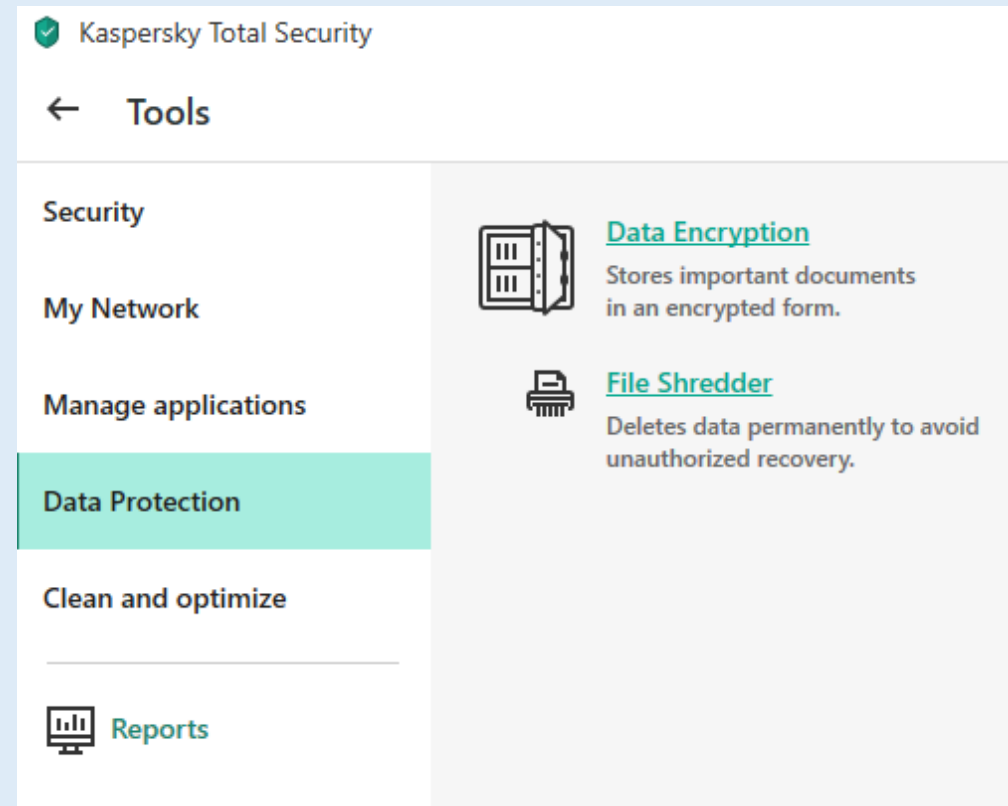 Kaspersky Total Security
Tools
Security
My Network
Manage applications
Data Protection
Clean and optimize
Reports
Data Encryption
Stores important documents
in an encrypted form.
File Shredder
Deletes data permanently to avoid
unauthorized recovery.